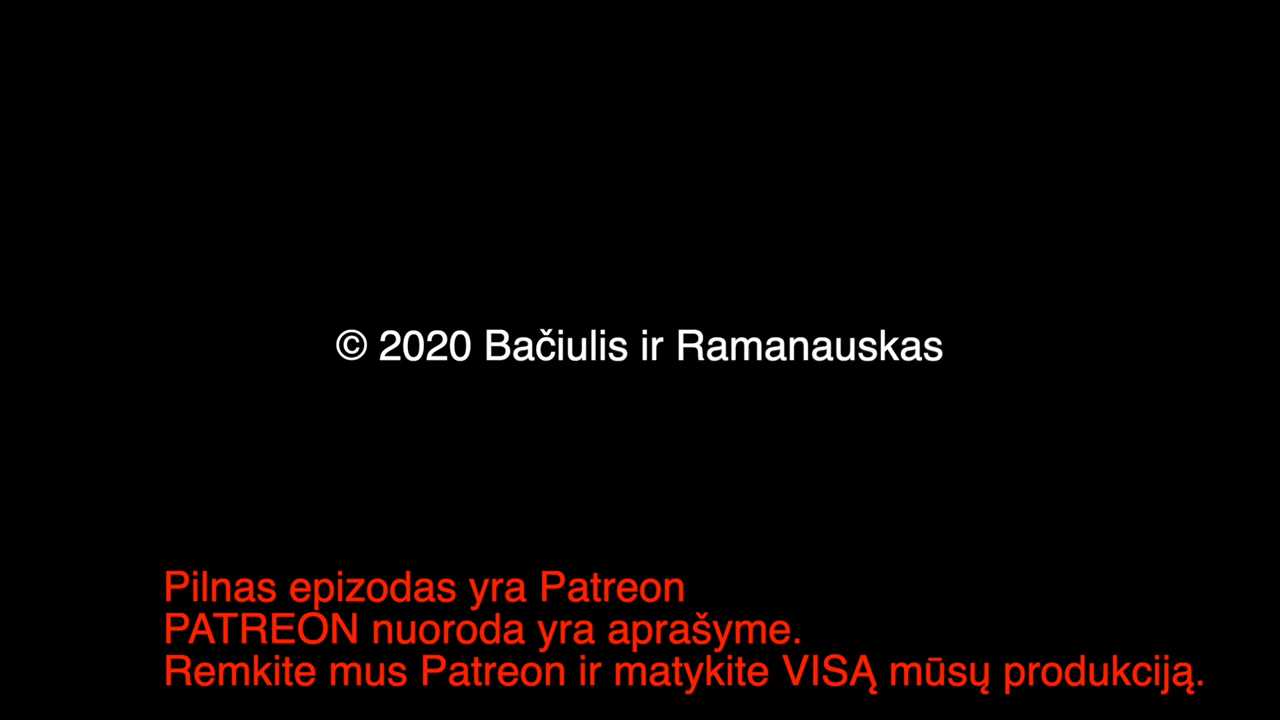 © 2020 Bačiulis ir Ramanauskas
Pilnas epizodas yra Patreon
PATREON nuoroda yra aprašyme.
Remkite mus Patreon ir matykite VISĄ mūsų produkciją.